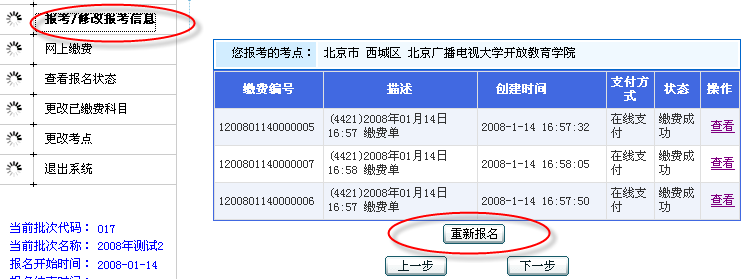 报考/修改报考信息
网上缴费
查看报名状态
更改已缴费科目
更改考点
退出系统
当前批次代码： 017
当前批次名称： 2008年测试2
报名开始时间： 2008-01-14
您报考的考点： 北京市 西城区 北京广播电视大学开放教育学院
缴费编号 描述 创建时间 支付方式 状态 操作
1200801140000005 (4421)2008年01月14日 16:57 缴费单 2008-1-14 16:57:32 在线支付 缴费成功 查看
1200801140000007 (4421)2008年01月14日 16:58 缴费单 2008-1-14 16:58:05 在线支付 缴费成功 查看
1200801140000006 (4421)2008年01月14日 16:57 缴费单 2008-1-14 16:57:50 在线支付 缴费成功 查看
重新报名
上一步 下一步